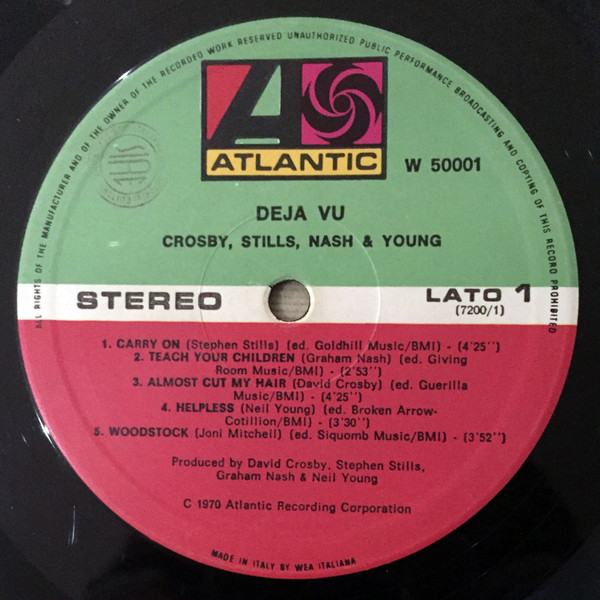 ALL RIGHTS OF THE MANUFACTURER AND OF THE OWNER OF THE RECORDED WORK RESERVED UNAUTHORIZED PUBLIC PERFORMANCE BROADCASTING AND COPYING OF THIS RECORD PROHIBITED
ATLANTIC
W 50001
DEJA VU
CROSBY, STILLS, NASH & YOUNG
STEREO
LATO 1
(7200/1)
1. CARRY ON (Stephen Stills) (ed. Goldhill Music/BMI) - (4'25'')
2. TEACH YOUR CHILDREN (Graham Nash) (ed. Giving
Room Music/BMI) - (2'53'')
3. ALMOST CUT MY HAIR (David Crosby) (ed. Guerilla
Music/BMI) - (4'25'')
4. HELPLESS (Neil Young) (ed. Broken Arrow-
Cotillion/BMI) - (3'30'')
5. WOODSTOCK (Joni Mitchell) (ed. Siquomb Music/BMI) - (3'52'')
Produced by David Crosby, Stephen Stills,
Graham Nash & Neil Young
C 1970 Atlantic Recording Corporation
MADE IN ITALY BY WEA ITALIANA